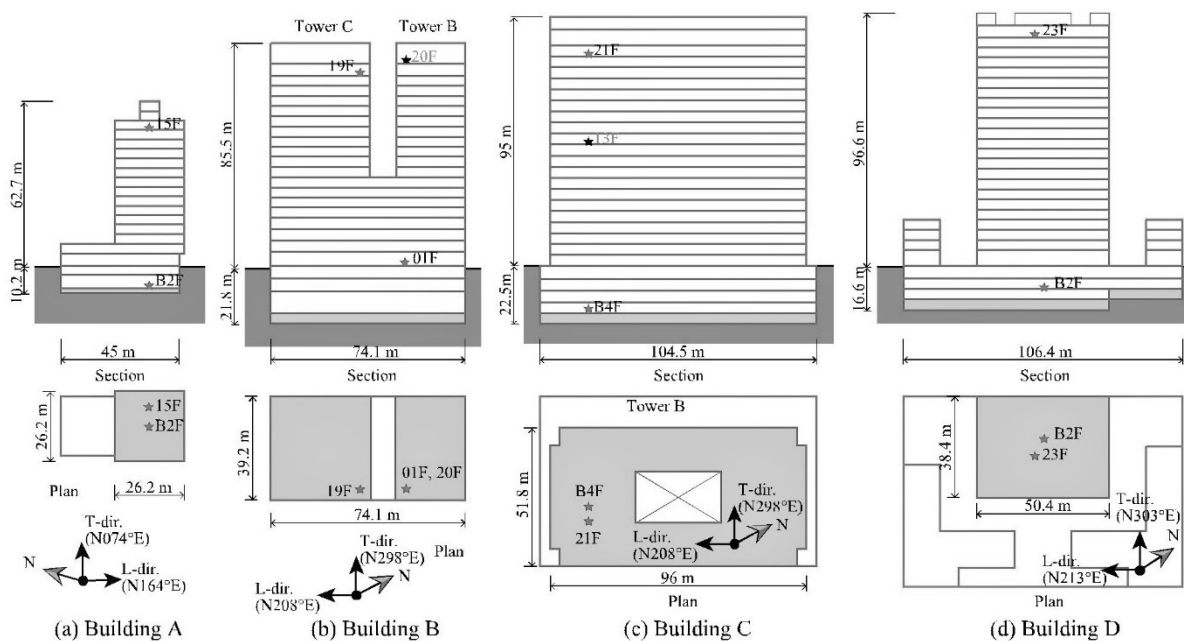 Tower C
Tower B
15F
62.7 m
10.2 m
B2F
45 m
Section
26.2 m
15F
B2F
Plan
26.2 m
T-dir.
(N074°E)
N
L-dir.
(N164°E)
(a) Building A
19F
20F
85.5 m
01F
21.8 m
74.1 m
Section
39.2 m
19F
01F, 20F
74.1 m
Plan
T-dir.
(N298°E)
N
L-dir.
(N208°E)
(b) Building B
21F
95 m
13F
22.5 m
B4F
104.5 m
Section
Tower B
51.8 m
B4F
21F
T-dir.
(N298°E)
N
L-dir.
(N208°E)
96 m
Plan
(c) Building C
23F
96.6 m
16.6 m
B2F
106.4 m
Section
38.4 m
B2F
23F
50.4 m
T-dir.
(N303°E)
N
L-dir.
(N213°E)
Plan
(d) Building D